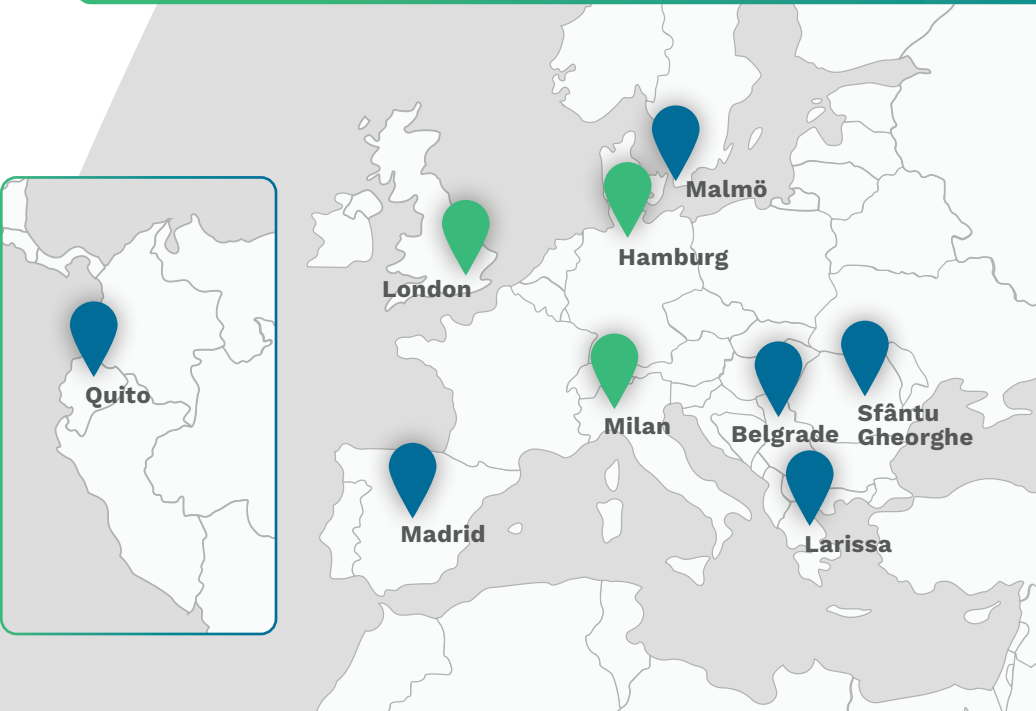 Malmö
Hamburg
London
Quito
Milan
Sfântu
Gheorghe
Belgrade
Madrid
Larissa